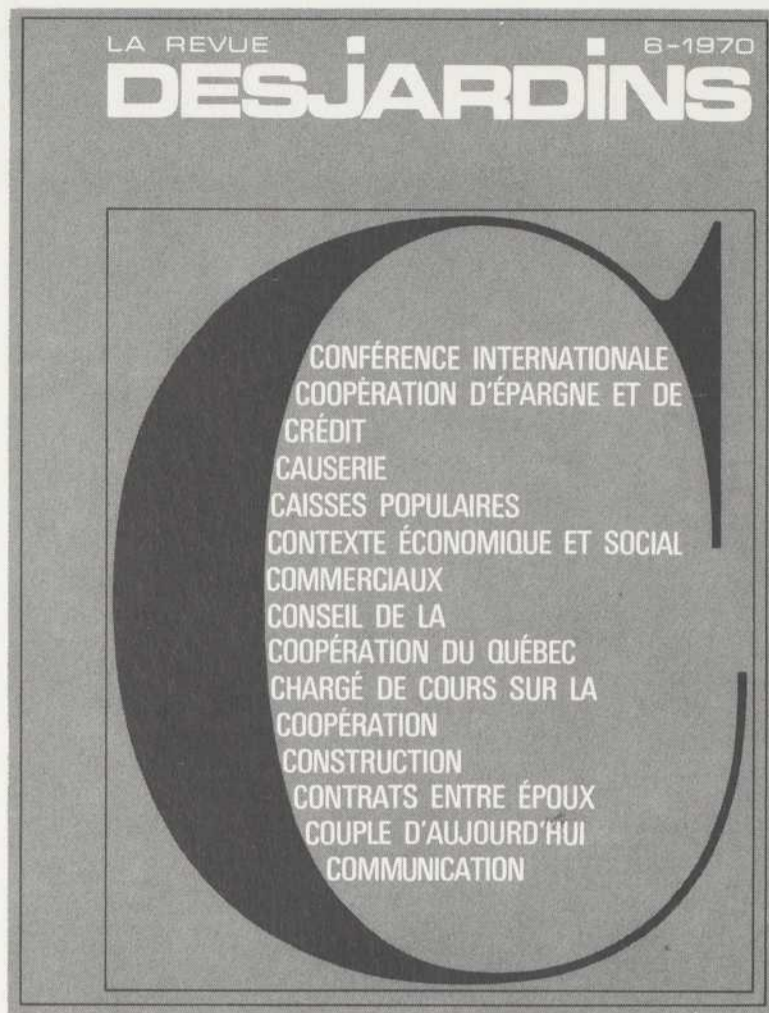 LA REVUE 6-1970
DESJARDINS
C
CONFÉRENCE INTERNATIONALE
COOPÉRATION D'ÉPARGNE ET DE
CRÉDIT
CAUSERIE
CAISSES POPULAIRES
CONTEXTE ÉCONOMIQUE ET SOCIAL
COMMERCIAUX
CONSEIL DE LA
COOPÉRATION DU QUÉBEC
CHARGÉ DE COURS SUR LA
COOPÉRATION
CONSTRUCTION
CONTRATS ENTRE ÉPOUX
COUPLE D'AUJOURD'HUI
COMMUNICATION